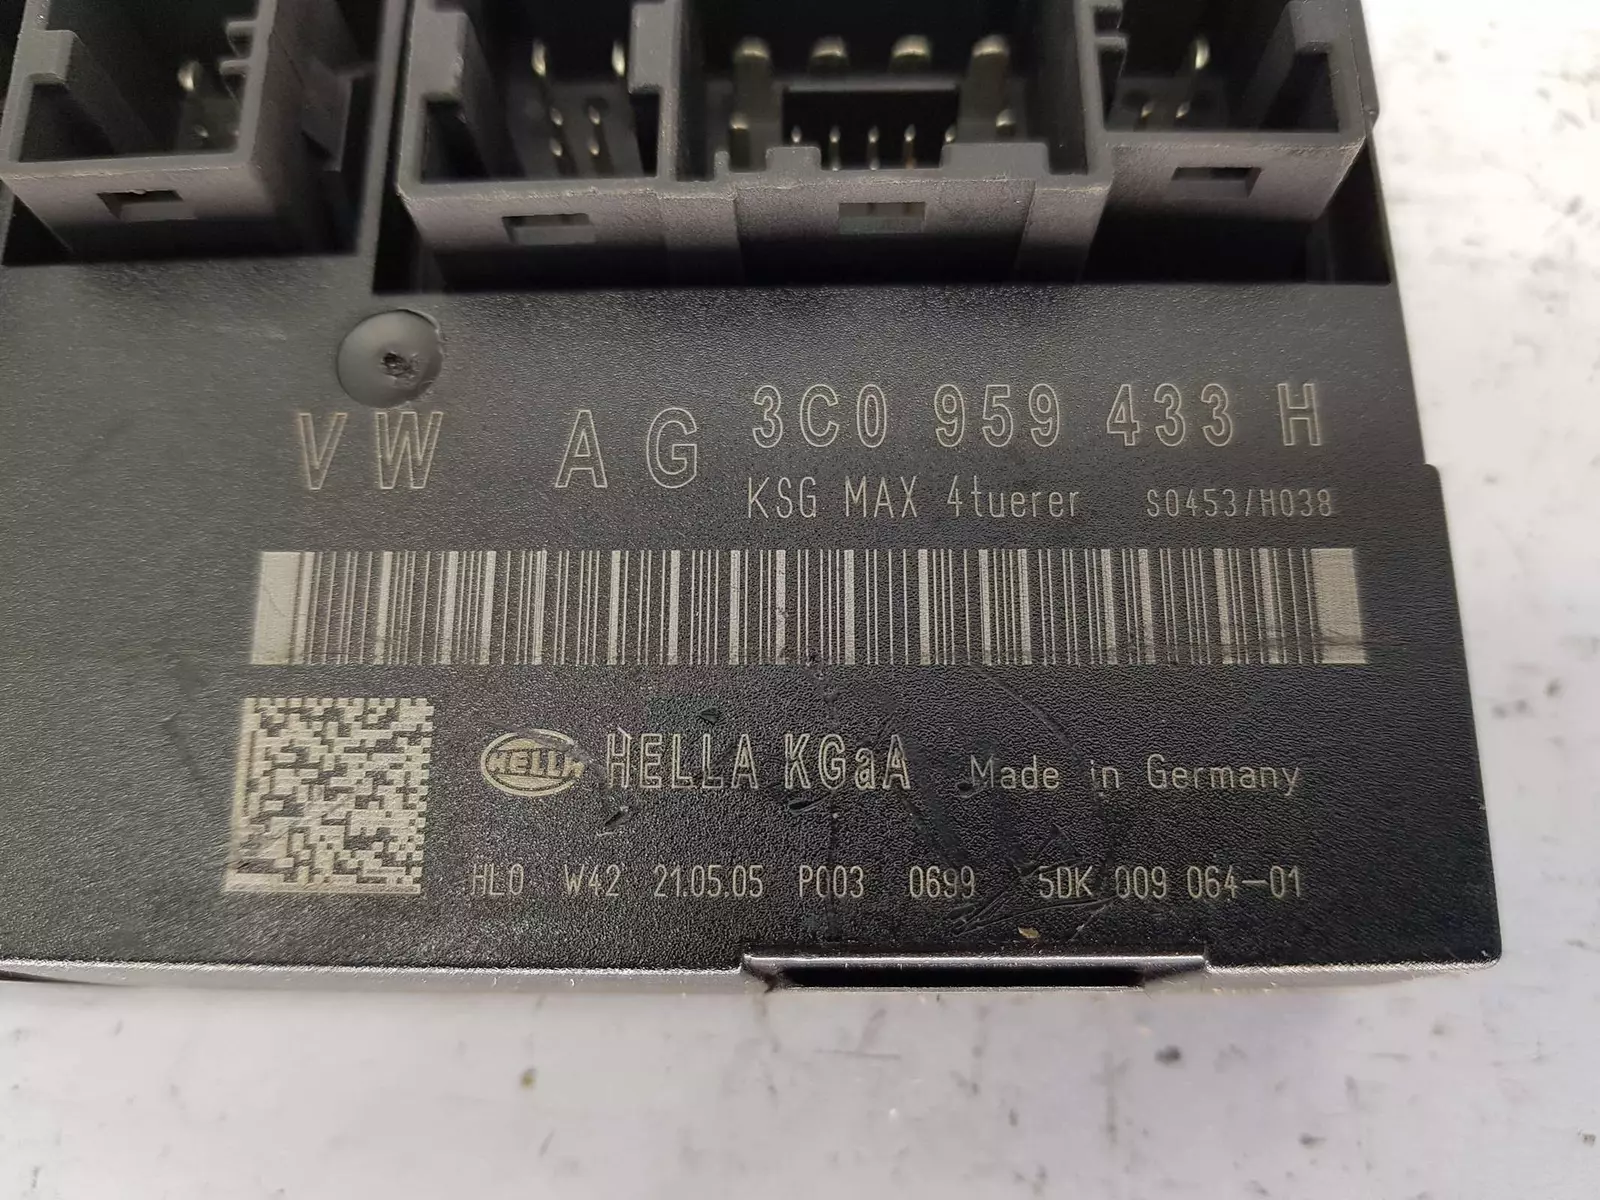 VW AG 3C0 959 433 H
KSG MAX 4tuerer S0453/H038
HELLA HELLA KGaA Made in Germany
HLO W42 21.05.05 P003 0699 5DK 009 064-01